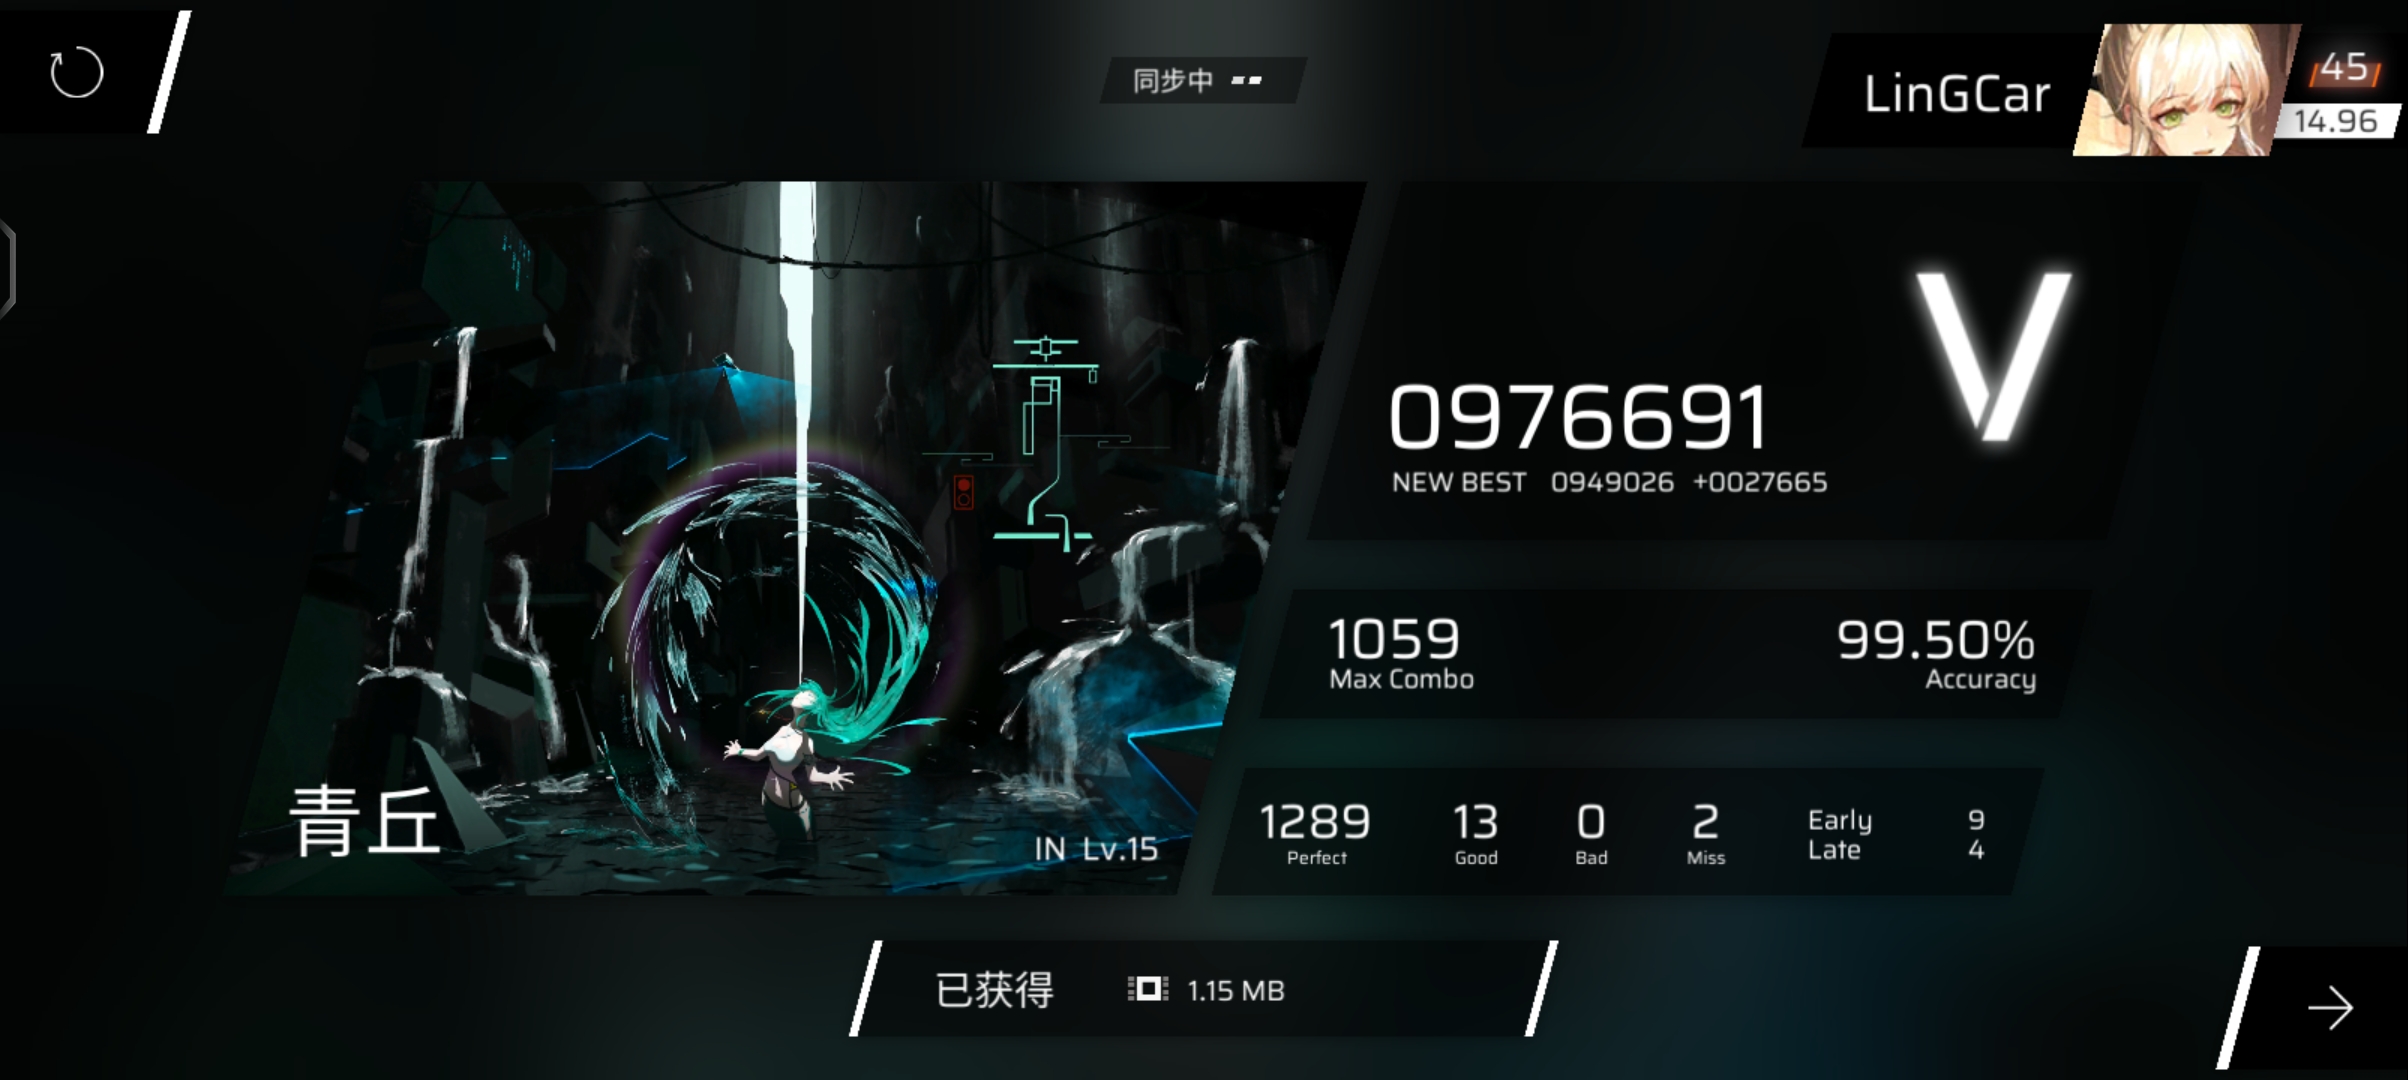 同步中
LinGCar
45
14.96
0976691
V
NEW BEST 0949026 +0027665
1059
Max Combo
99.50%
Accuracy
青丘
IN Lv.15
1289
Perfect
13
Good
0
Bad
2
Miss
Early 9
Late 4
已获得 1.15 MB